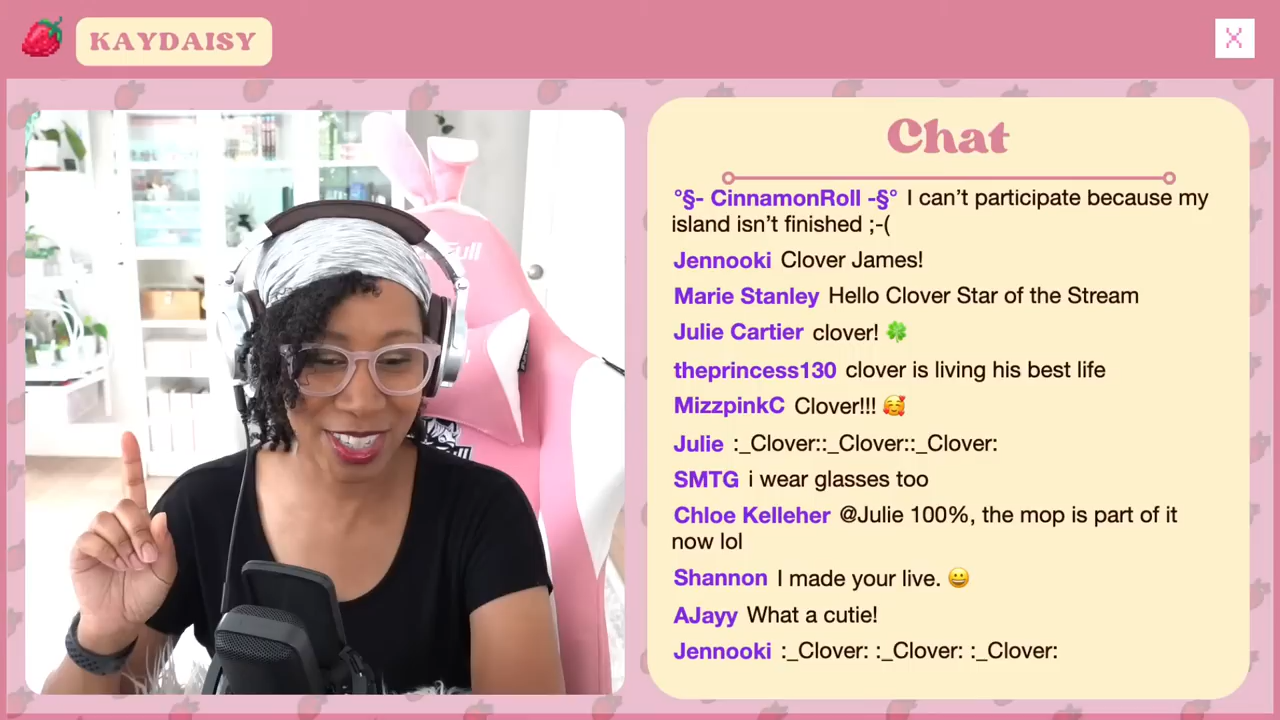 KAYDAISY
Chat
°§- CinnamonRoll -§° I can’t participate because my
island isn’t finished ;-(
Jennooki Clover James!
Marie Stanley Hello Clover Star of the Stream
Julie Cartier clover! 🍀
theprincess130 clover is living his best life
MizzpinkC Clover!!! 🥰
Julie :_Clover::_Clover::_Clover:
SMTG i wear glasses too
Chloe Kelleher @Julie 100%, the mop is part of it
now lol
Shannon I made your live. 😀
AJayy What a cutie!
Jennooki :_Clover: :_Clover: :_Clover: